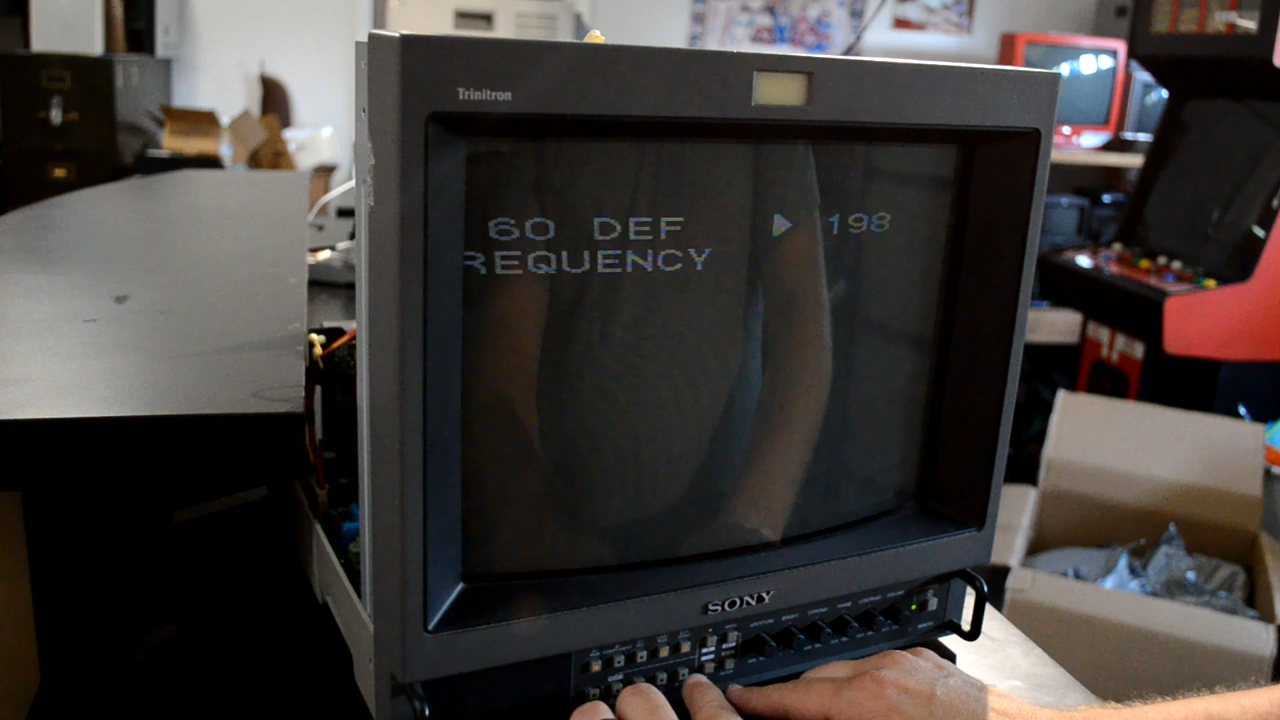 Trinitron
60 DEF ▶ 198
REQUENCY
SONY